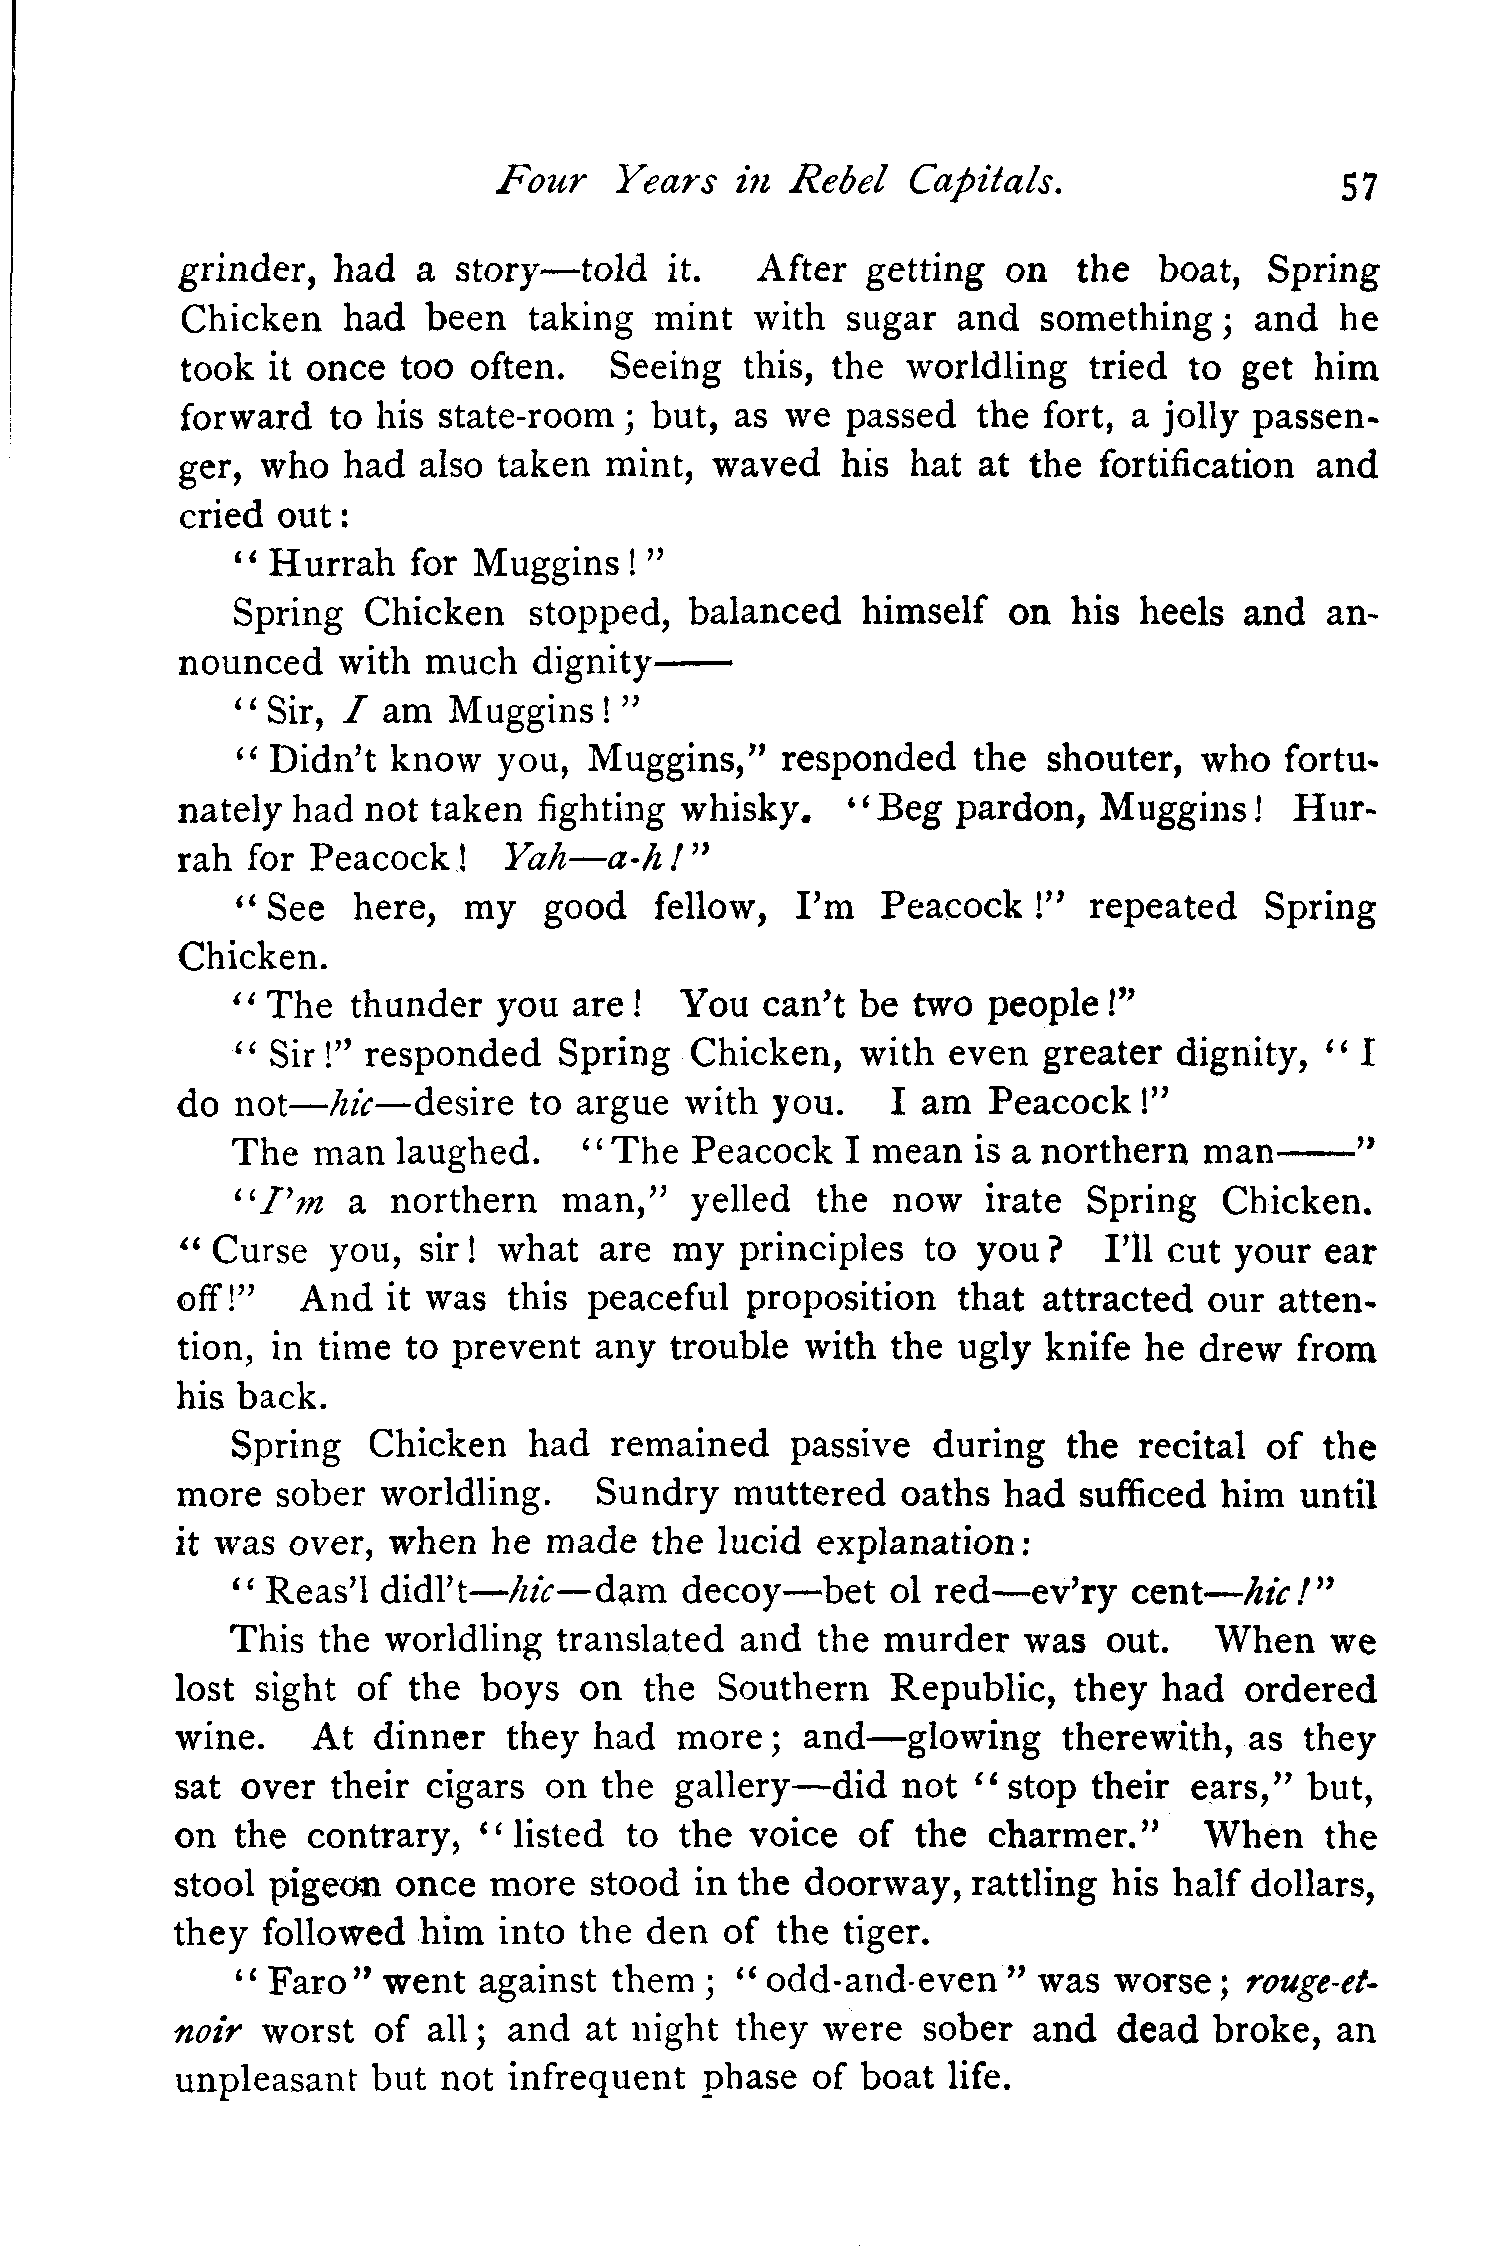 Four Years in Rebel Capitals. 57
grinder, had a story—told it. After getting on the boat, Spring
Chicken had been taking mint with sugar and something; and he
took it once too often. Seeing this, the worldling tried to get him
forward to his state-room; but, as we passed the fort, a jolly passen-
ger, who had also taken mint, waved his hat at the fortification and
cried out:
"Hurrah for Muggins!"
Spring Chicken stopped, balanced himself on his heels and an-
nounced with much dignity——
"Sir, I am Muggins!"
"Didn't know you, Muggins," responded the shouter, who fortu-
nately had not taken fighting whisky. "Beg pardon, Muggins! Hur-
rah for Peacock! Yah—a-h!"
"See here, my good fellow, I'm Peacock!" repeated Spring
Chicken.
"The thunder you are! You can't be two people!"
"Sir!" responded Spring Chicken, with even greater dignity, "I
do not—hic—desire to argue with you. I am Peacock!"
The man laughed. "The Peacock I mean is a northern man——"
"I'm a northern man," yelled the now irate Spring Chicken.
"Curse you, sir! what are my principles to you? I'll cut your ear
off!" And it was this peaceful proposition that attracted our atten-
tion, in time to prevent any trouble with the ugly knife he drew from
his back.
Spring Chicken had remained passive during the recital of the
more sober worldling. Sundry muttered oaths had sufficed him until
it was over, when he made the lucid explanation:
"Reas'l didl't—hic—dam decoy—bet ol red—ev'ry cent—hic!"
This the worldling translated and the murder was out. When we
lost sight of the boys on the Southern Republic, they had ordered
wine. At dinner they had more; and—glowing therewith, as they
sat over their cigars on the gallery—did not "stop their ears," but,
on the contrary, "listed to the voice of the charmer." When the
stool pigeon once more stood in the doorway, rattling his half dollars,
they followed him into the den of the tiger.
"Faro" went against them; "odd-and-even" was worse; rouge-et-
noir worst of all; and at night they were sober and dead broke, an
unpleasant but not infrequent phase of boat life.